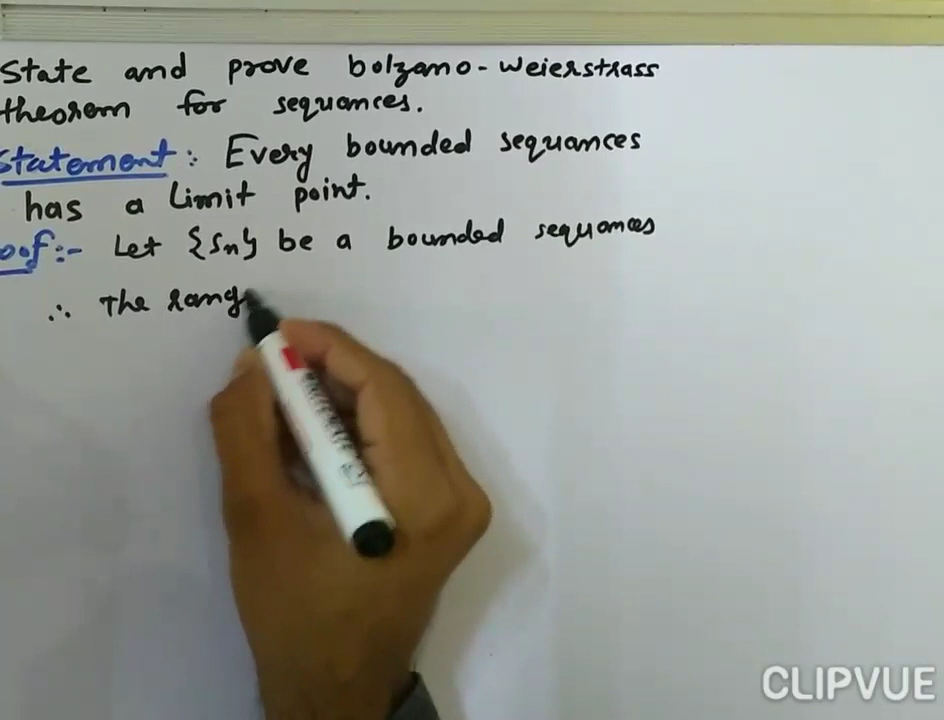 State and prove bolzano-weierstrass
theorem for sequances.
Statement: Every bounded sequances
has a limit point.
oof:- Let {Sn} be a bounded sequances
∴ The rang
CLIPVUE